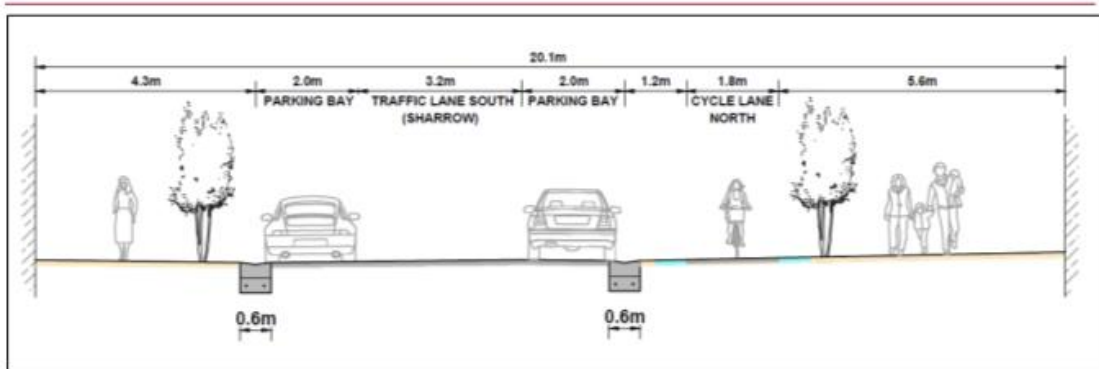 20.1m
4.3m 2.0m 3.2m 2.0m 1.2m 1.8m 5.6m
PARKING BAY TRAFFIC LANE SOUTH PARKING BAY CYCLE LANE
(SHARROW) NORTH
0.6m 0.6m